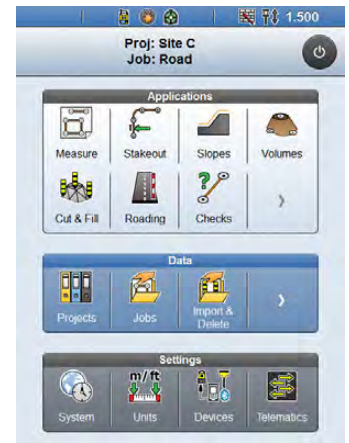 1.500
Proj: Site C
Job: Road
Applications
Measure Stakeout Slopes Volumes
Cut & Fill Roading Checks
Data
Projects Jobs Import &
Delete
Settings
m/ft
System Units Devices Telematics